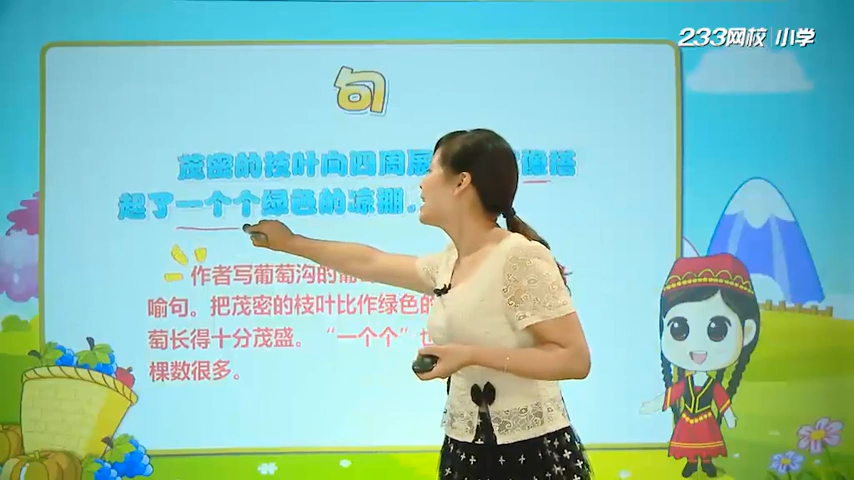 233网校 小学
句
茂密的枝叶向四周展 像搭
起了一个个绿色的凉棚。
作者写葡萄沟的葡
喻句。把茂密的枝叶比作绿色的
萄长得十分茂盛。“一个个”
棵数很多。